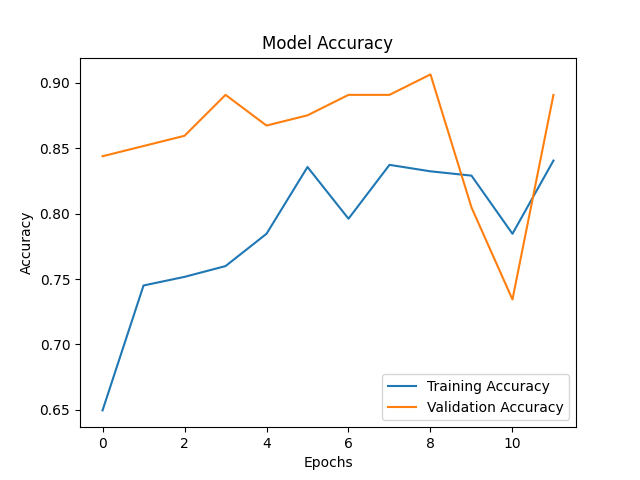 Model Accuracy
0.90
0.85
0.80
0.75
0.70
0.65
Accuracy
Training Accuracy
Validation Accuracy
0 2 4 6 8 10
Epochs